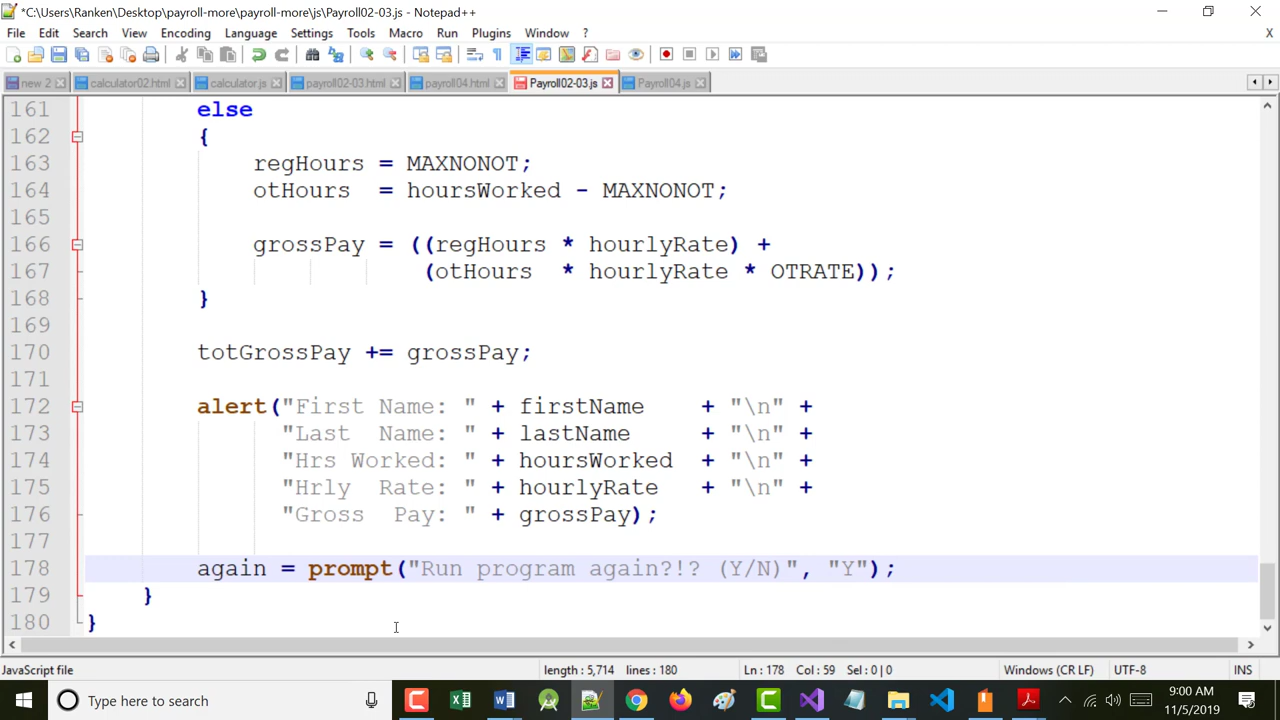 *C:\Users\Ranken\Desktop\payroll-more\payroll-more\js\Payroll02-03.js - Notepad++
File Edit Search View Encoding Language Settings Tools Macro Run Plugins Window ? X
new 2 calculator02.html calculator.js payroll02-03.html payroll04.html Payroll02-03.js Payroll04.js
161 else
162 {
163 regHours = MAXNONOT;
164 otHours = hoursWorked - MAXNONOT;
165
166 grossPay = ((regHours * hourlyRate) +
167 (otHours * hourlyRate * OTRATE));
168 }
169
170 totGrossPay += grossPay;
171
172 alert("First Name: " + firstName + "\n" +
173 "Last Name: " + lastName + "\n" +
174 "Hrs Worked: " + hoursWorked + "\n" +
175 "Hrly Rate: " + hourlyRate + "\n" +
176 "Gross Pay: " + grossPay);
177
178 again = prompt("Run program again?!? (Y/N)", "Y");
179 }
180 }
JavaScript file length : 5,714 lines : 180 Ln : 178 Col : 59 Sel : 0 | 0 Windows (CR LF) UTF-8 INS
Type here to search
9:00 AM
11/5/2019